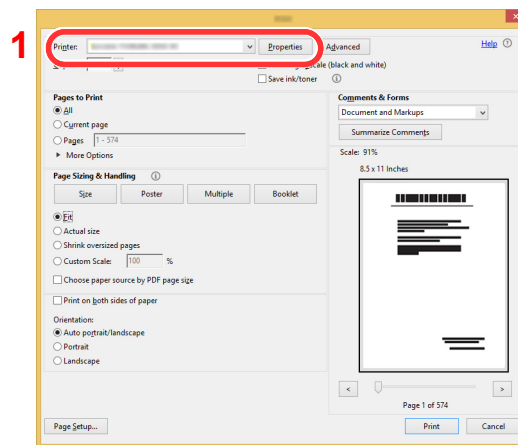 1
Printer: Properties Advanced Help
(black and white)
Save ink/toner
Pages to Print
All
Current page
Pages 1 - 574
More Options
Page Sizing & Handling
Size Poster Multiple Booklet
Fit
Actual size
Shrink oversized pages
Custom Scale: 100 %
Choose paper source by PDF page size
Print on both sides of paper
Orientation:
Auto portrait/landscape
Portrait
Landscape
Comments & Forms
Document and Markups
Summarize Comments
Scale: 91%
8.5 x 11 Inches
< >
Page 1 of 574
Page Setup... Print Cancel